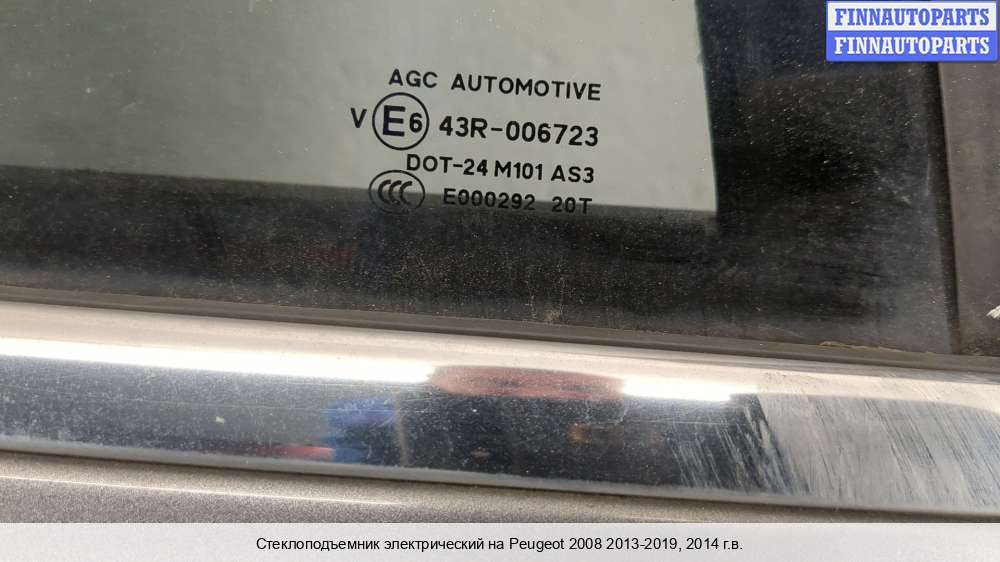 FINNAUTOPARTS
FINNAUTOPARTS
AGC AUTOMOTIVE
V E6 43R-006723
DOT-24 M101 AS3
CCC E000292 20T
Стеклоподъемник электрический на Peugeot 2008 2013-2019, 2014 г.в.